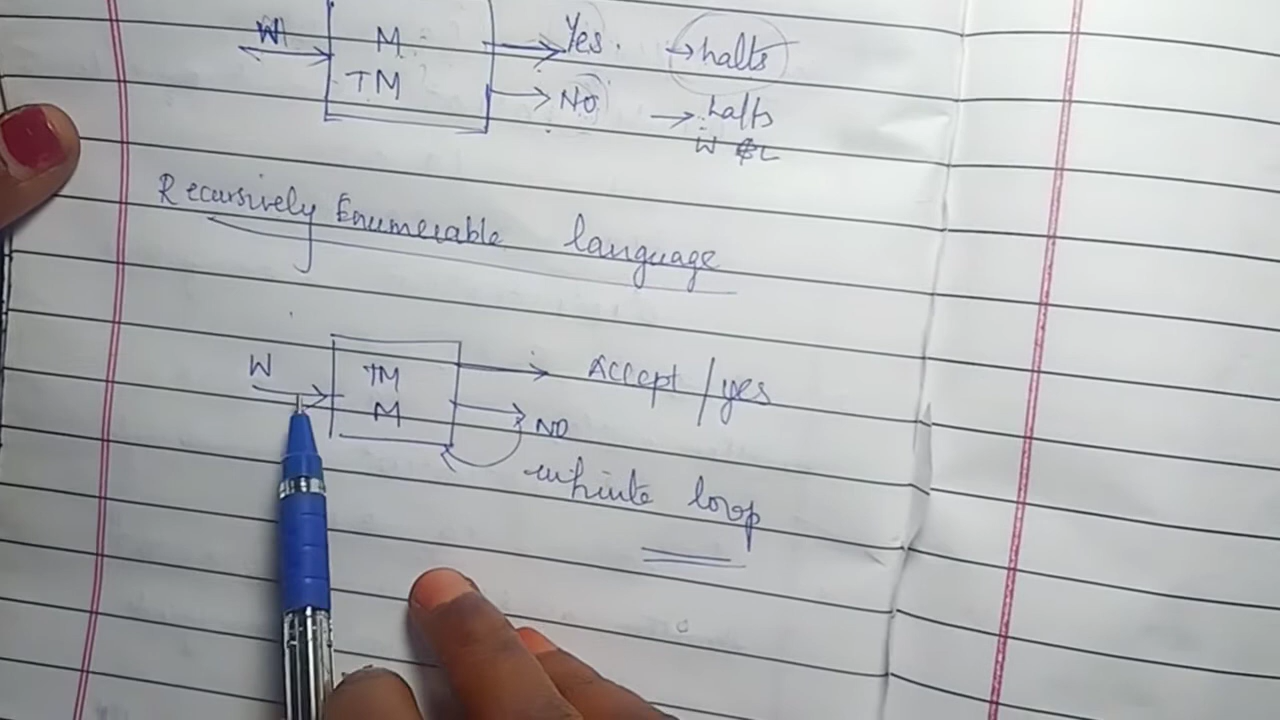 W M Yes. → halts
TM No → halts
W ∉ L
Recursively Enumerable language
W TM Accept / yes
M NO
infinite loop